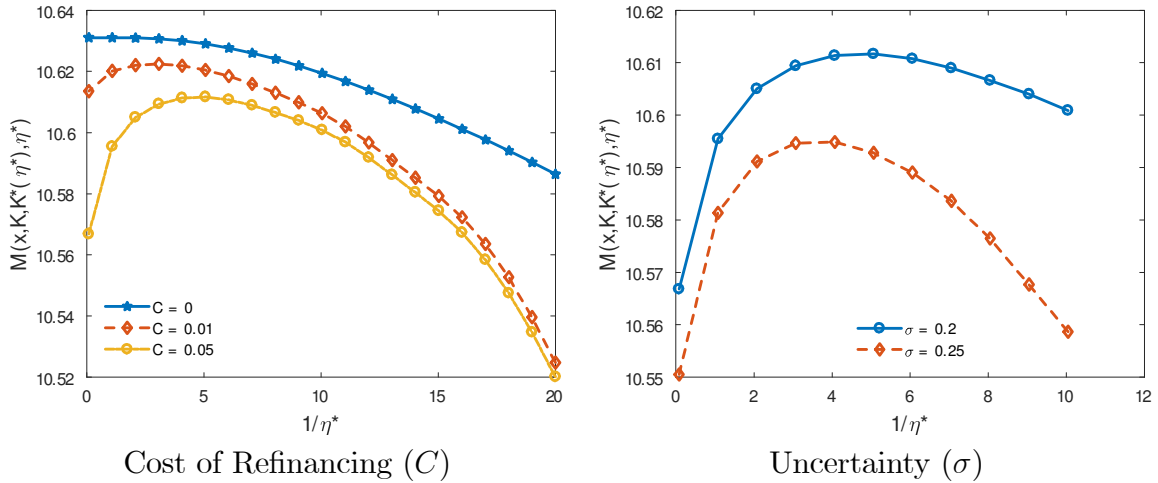 10.64
10.62
10.6
10.58
10.56
10.54
10.52
M(x,K,K*(η*),η*)
C = 0
C = 0.01
C = 0.05
0 5 10 15 20
1/η*
Cost of Refinancing (C)
10.62
10.61
10.6
10.59
10.58
10.57
10.56
10.55
M(x,K,K*(η*),η*)
σ = 0.2
σ = 0.25
0 2 4 6 8 10 12
1/η*
Uncertainty (σ)